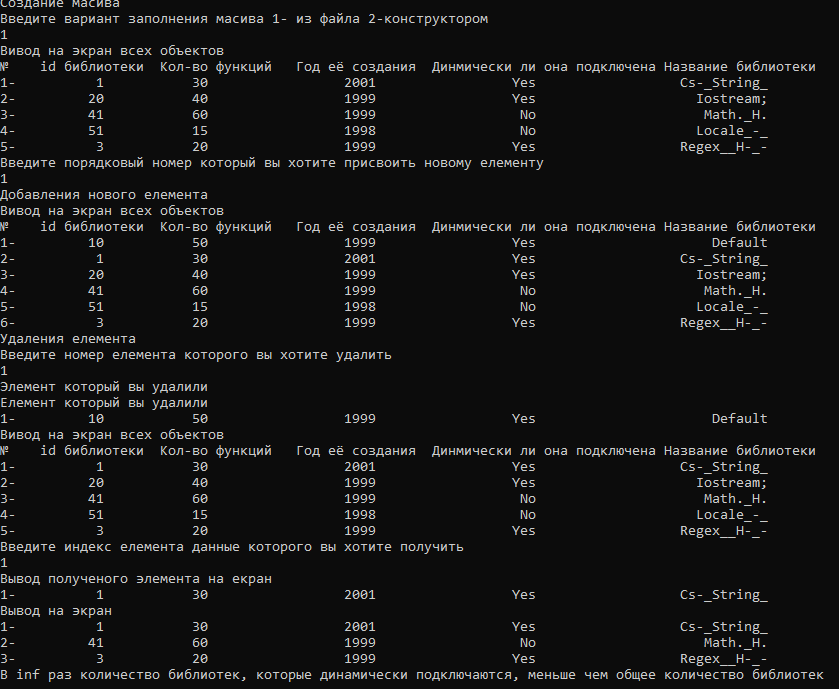 Создание масива
Введите вариант заполнения масива 1- из файла 2-конструктором
1
Вивод на экран всех объектов
№    id библиотеки  Кол-во функций   Год её создания  Динмически ли она подключена Название библиотеки
1-          1           30                 2001                 Yes                  Cs-_String_
2-         20           40                 1999                 Yes                    Iostream;
3-         41           60                 1999                  No                     Math._H.
4-         51           15                 1998                  No                    Locale_-_
5-          3           20                 1999                 Yes                  Regex__H-_-
Введите порядковый номер который вы хотите присвоить новому елементу
1
Добавления нового елемента
Вивод на экран всех объектов
№    id библиотеки  Кол-во функций   Год её создания  Динмически ли она подключена Название библиотеки
1-         10           50                 1999                 Yes                      Default
2-          1           30                 2001                 Yes                  Cs-_String_
3-         20           40                 1999                 Yes                    Iostream;
4-         41           60                 1999                  No                     Math._H.
5-         51           15                 1998                  No                    Locale_-_
6-          3           20                 1999                 Yes                  Regex__H-_-
Удаления елемента
Введите номер елемента которого вы хотите удалить
1
Элемент который вы удалили
Елемент который вы удалили
1-         10           50                 1999                 Yes                      Default
Вивод на экран всех объектов
№    id библиотеки  Кол-во функций   Год её создания  Динмически ли она подключена Название библиотеки
1-          1           30                 2001                 Yes                  Cs-_String_
2-         20           40                 1999                 Yes                    Iostream;
3-         41           60                 1999                  No                     Math._H.
4-         51           15                 1998                  No                    Locale_-_
5-          3           20                 1999                 Yes                  Regex__H-_-
Введите индекс елемента данные которого вы хотите получить
1
Вывод полученого элемента на екран
1-          1           30                 2001                 Yes                  Cs-_String_
Вывод на экран
1-          1           30                 2001                 Yes                  Cs-_String_
2-         41           60                 1999                  No                     Math._H.
3-          3           20                 1999                 Yes                  Regex__H-_-
В inf раз количество библиотек, которые динамически подключаются, меньше чем общее количество библиотек